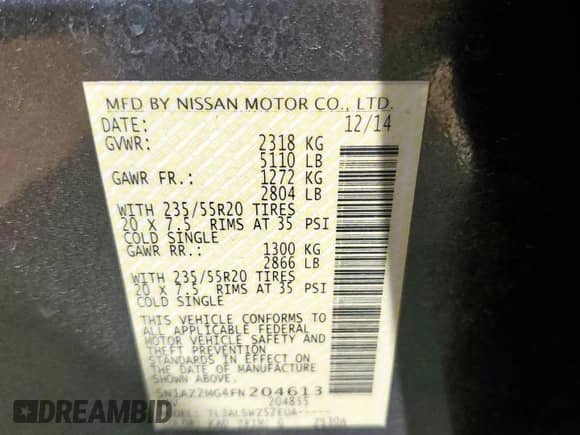 MFD BY NISSAN MOTOR CO., LTD.
DATE: 12/14
GVWR: 2318 KG
5110 LB
GAWR FR.: 1272 KG
2804 LB
WITH 235/55R20 TIRES
20 X 7.5 RIMS AT 35 PSI
COLD SINGLE
GAWR RR.: 1300 KG
2866 LB
WITH 235/55R20 TIRES
20 X 7.5 RIMS AT 35 PSI
COLD SINGLE
THIS VEHICLE CONFORMS TO
ALL APPLICABLE FEDERAL
MOTOR VEHICLE SAFETY AND
THEFT PREVENTION
STANDARDS IN EFFECT ON
THE DATE OF MANUFACTURE
SHOWN ABOVE.
5N1AZ2MG4FN204613
204855
RIDECARZ